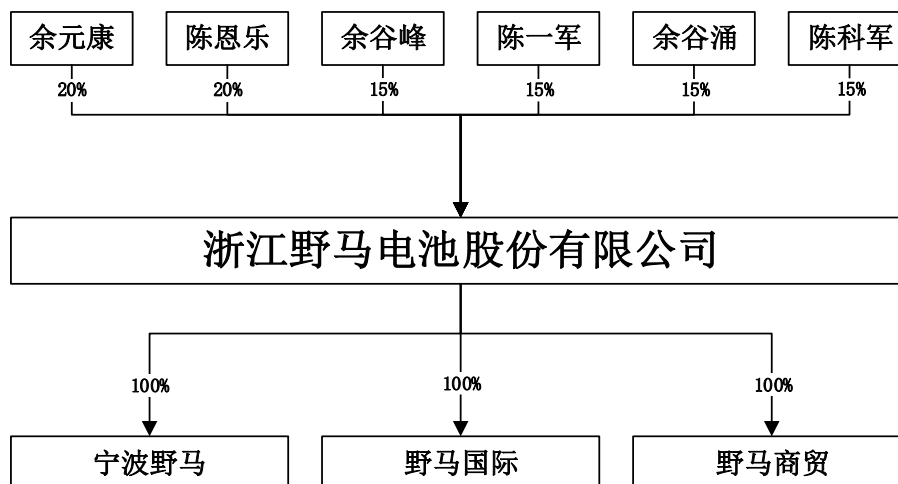 余元康 陈恩乐 余谷峰 陈一军 余谷涌 陈科军
20% 20% 15% 15% 15% 15%
浙江野马电池股份有限公司
100% 100% 100%
宁波野马 野马国际 野马商贸